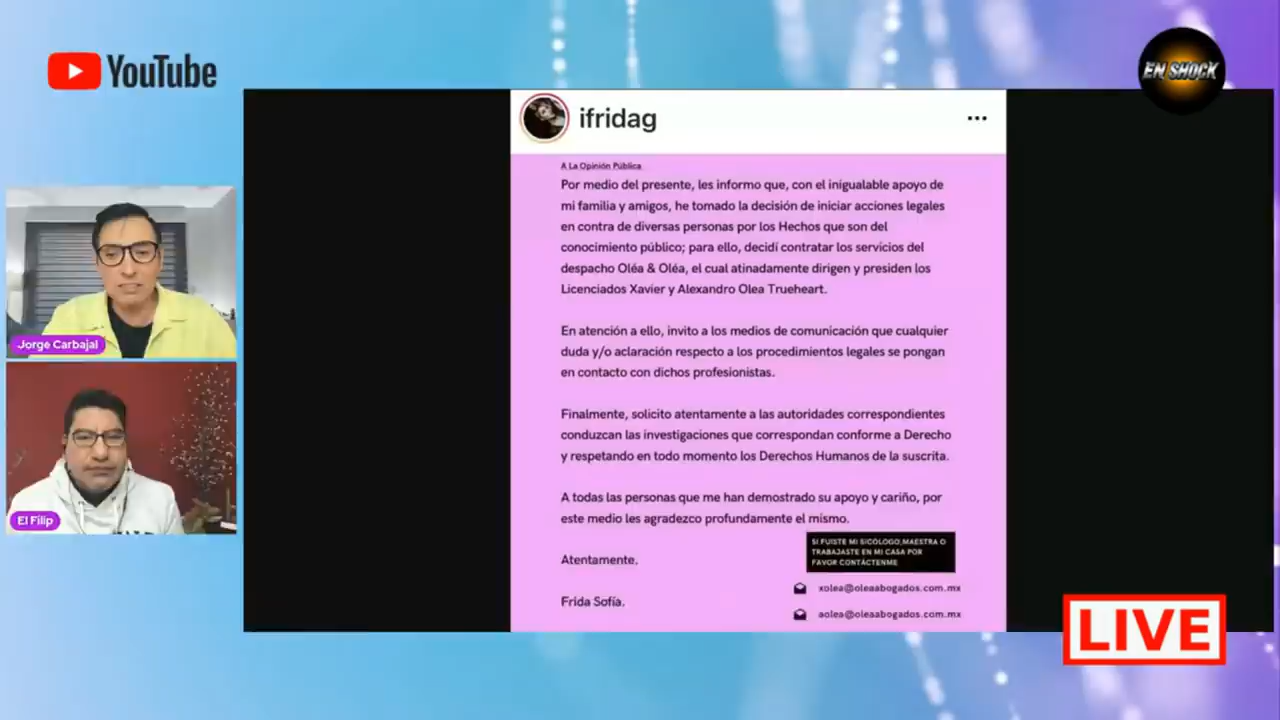 YouTube
EN SHOCK
ifridag
A La Opinión Pública
Por medio del presente, les informo que, con el inigualable apoyo de
mi familia y amigos, he tomado la decisión de iniciar acciones legales
en contra de diversas personas por los Hechos que son del
conocimiento público; para ello, decidí contratar los servicios del
despacho Oléa & Oléa, el cual atinadamente dirigen y presiden los
Licenciados Xavier y Alexandro Olea Trueheart.
En atención a ello, invito a los medios de comunicación que cualquier
duda y/o aclaración respecto a los procedimientos legales se pongan
en contacto con dichos profesionistas.
Finalmente, solicito atentamente a las autoridades correspondientes
conduzcan las investigaciones que correspondan conforme a Derecho
y respetando en todo momento los Derechos Humanos de la suscrita.
A todas las personas que me han demostrado su apoyo y cariño, por
este medio les agradezco profundamente el mismo.
SI FUISTE MI SICÓLOGO,MAESTRA O
TRABAJASTE EN MI CASA POR
FAVOR CONTÁCTENME
Atentamente.
xolea@oleaabogados.com.mx
Frida Sofía.
aolea@oleaabogados.com.mx
Jorge Carbajal
El Filip
LIVE